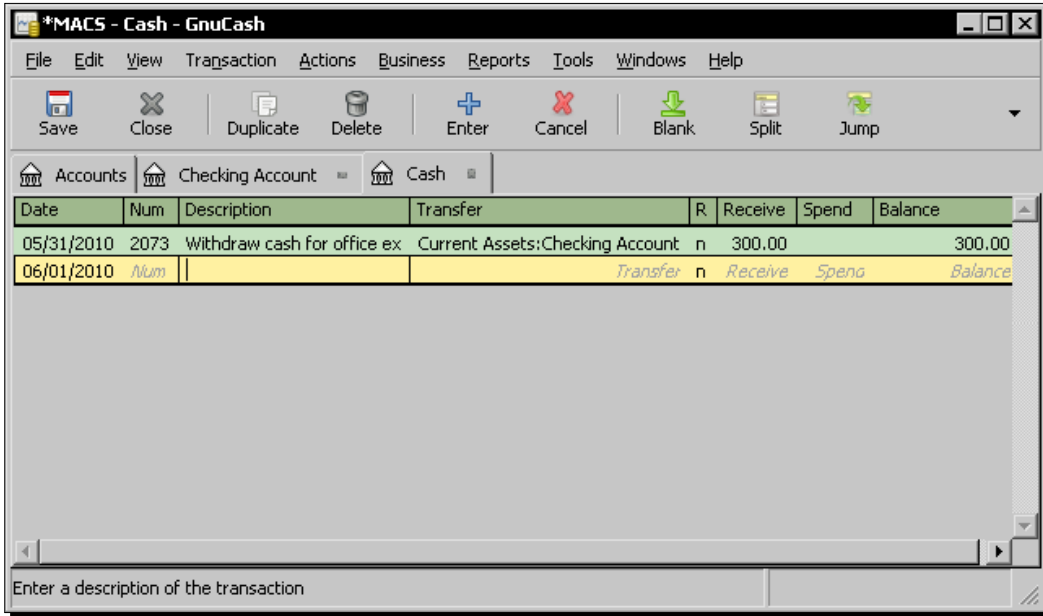 *MACS - Cash - GnuCash
File Edit View Transaction Actions Business Reports Tools Windows Help
Save Close Duplicate Delete Enter Cancel Blank Split Jump
Accounts Checking Account Cash
Date Num Description Transfer R Receive Spend Balance
05/31/2010 2073 Withdraw cash for office ex Current Assets:Checking Account n 300.00 300.00
06/01/2010 Num Transfer n Receive Spend Balance
Enter a description of the transaction